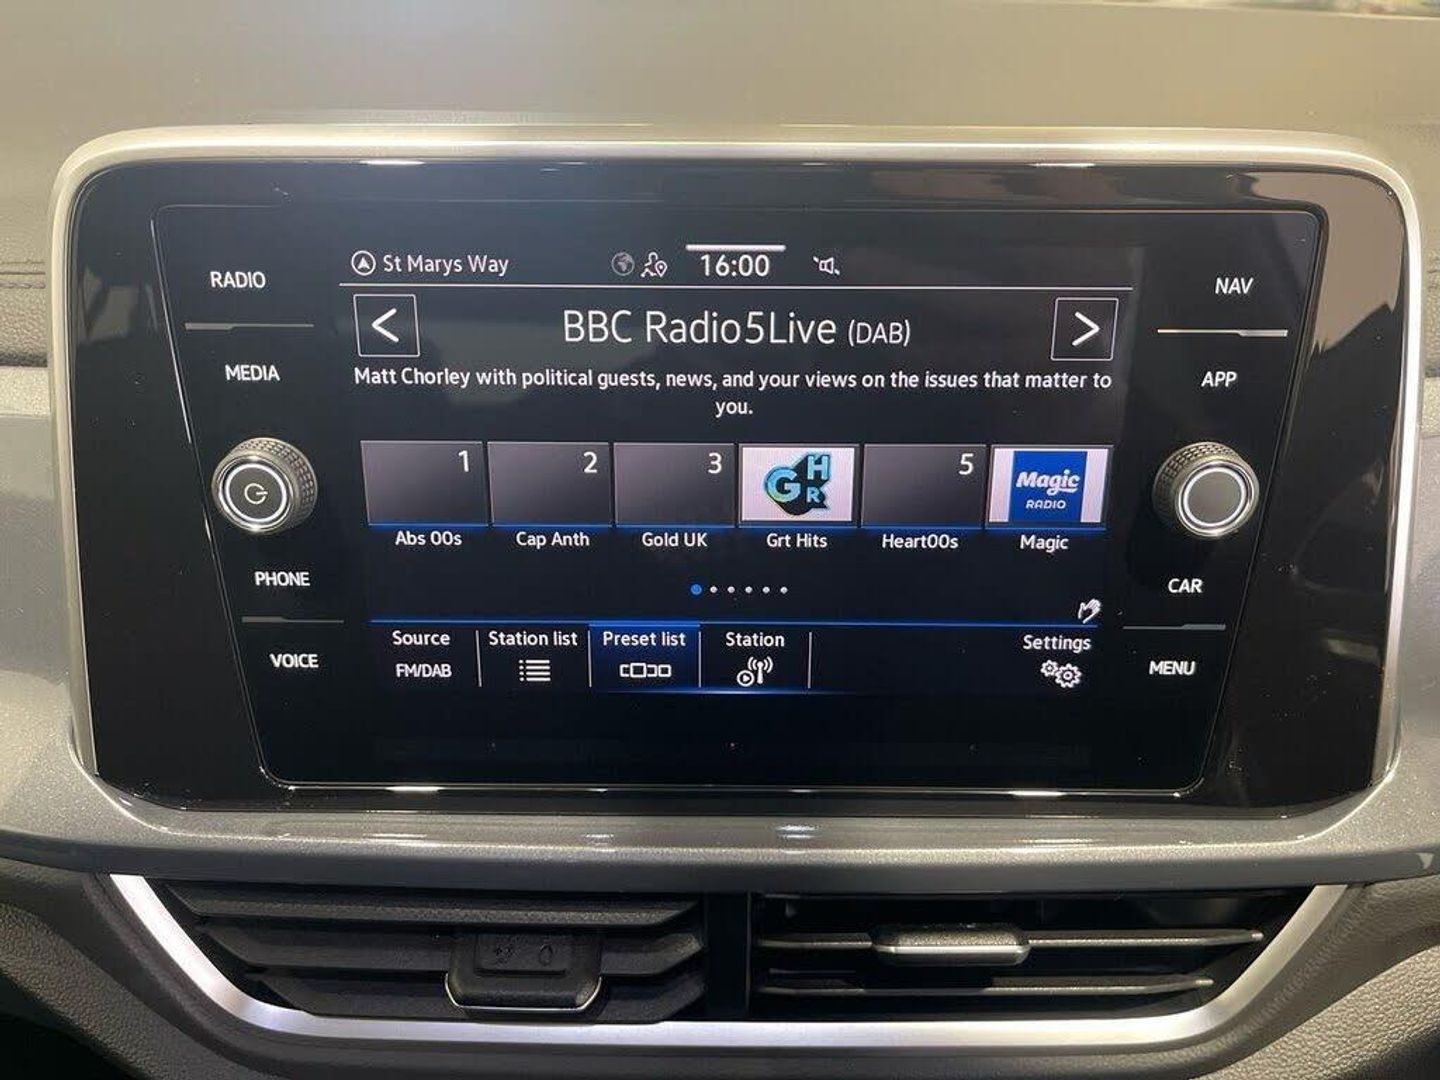 RADIO
MEDIA
PHONE
VOICE
St Marys Way
16:00
BBC Radio5Live (DAB)
Matt Chorley with political guests, news, and your views on the issues that matter to
you.
1
2
3
GHR
5
Magic
RADIO
Abs 00s
Cap Anth
Gold UK
Grt Hits
Heart00s
Magic
Source
FM/DAB
Station list
Preset list
Station
Settings
NAV
APP
CAR
MENU